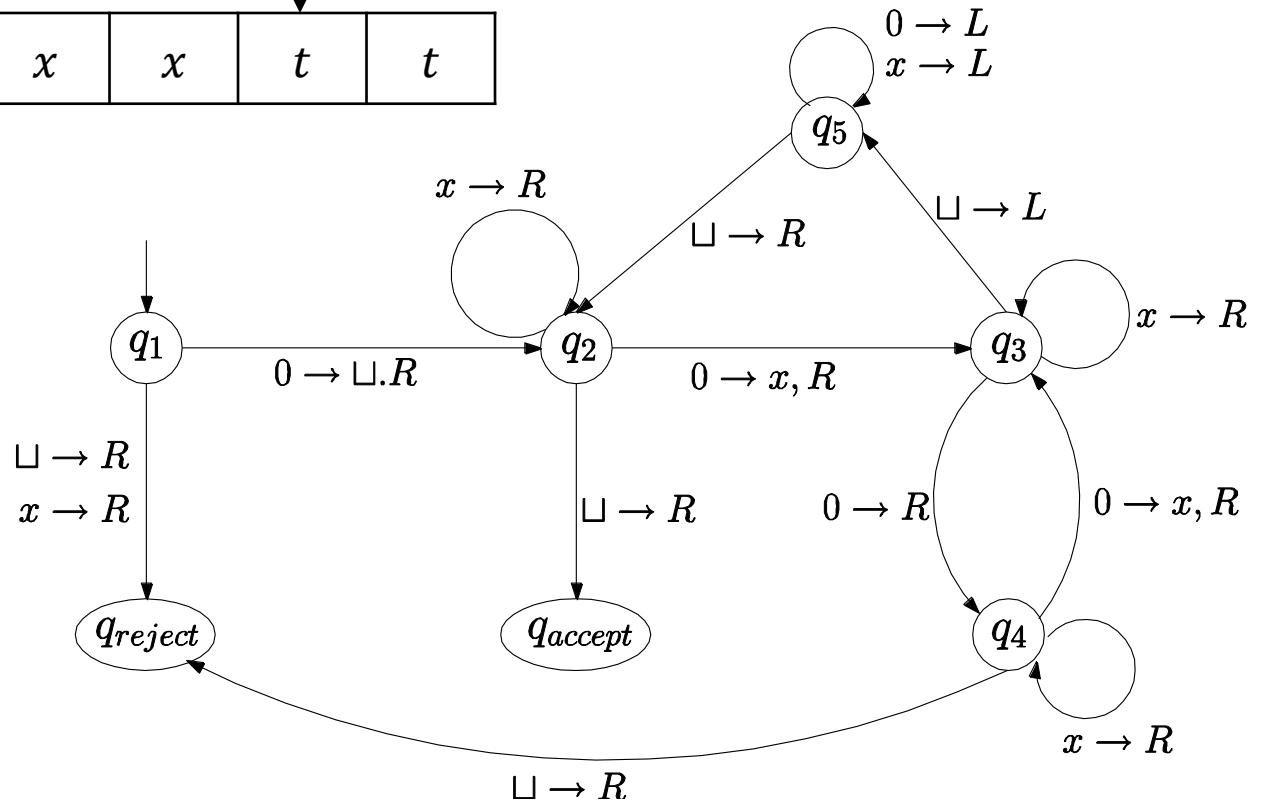 x x t t
0 → L
x → L
q5
x → R
⊔ → R
⊔ → L
q1
q2
q3
x → R
0 → ⊔.R
0 → x, R
⊔ → R
x → R
⊔ → R
0 → R
0 → x, R
qreject
qaccept
q4
x → R
⊔ → R